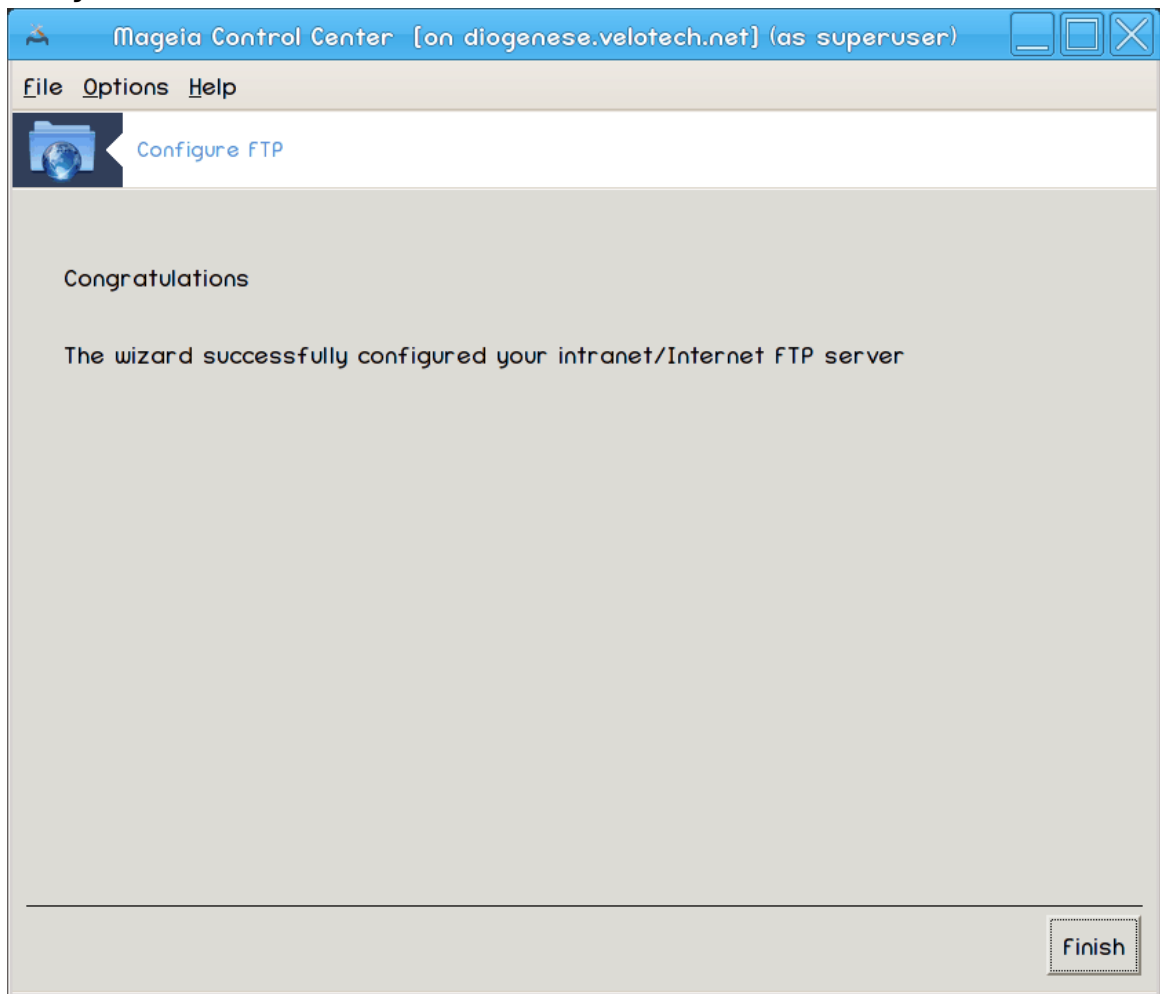 Mageia Control Center [on diogenese.velotech.net] (as superuser)
File Options Help
Configure FTP
Congratulations
The wizard successfully configured your intranet/Internet FTP server
Finish